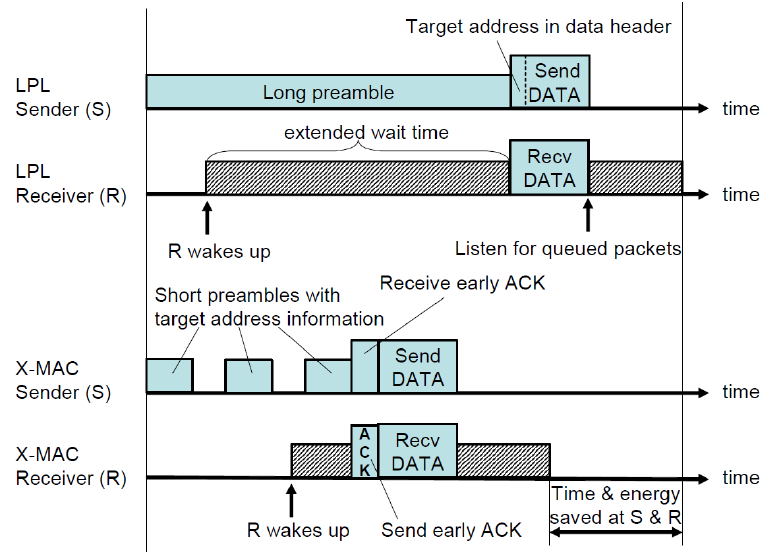 Target address in data header
LPL
Sender (S)
Long preamble
Send
DATA
time
extended wait time
LPL
Receiver (R)
Recv
DATA
time
R wakes up
Listen for queued packets
Receive early ACK
Short preambles with
target address information
X-MAC
Sender (S)
Send
DATA
time
X-MAC
Receiver (R)
ACK
Recv
DATA
time
R wakes up
Send early ACK
Time & energy
saved at S & R